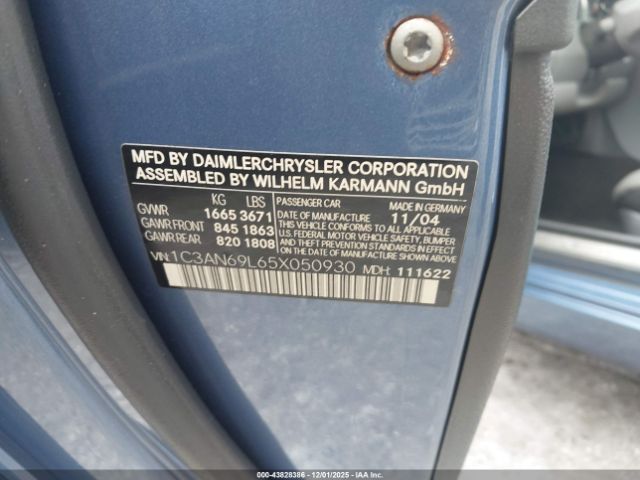 MFD BY DAIMLERCHRYSLER CORPORATION
ASSEMBLED BY WILHELM KARMANN GmbH
KG LBS
GVWR 1665 3671
GAWR FRONT 845 1863
GAWR REAR 820 1808
PASSENGER CAR MADE IN GERMANY
DATE OF MANUFACTURE 11/04
THIS VEHICLE CONFORMS TO ALL APPLICABLE
U.S. FEDERAL MOTOR VEHICLE SAFETY, BUMPER
AND THEFT PREVENTION STANDARDS IN EFFECT
ON THE DATE OF MANUFACTURE SHOWN ABOVE
VIN: 1C3AN69L65X050930 MDH: 111622
000-43828386 - 12/01/2025 - IAAI.CA